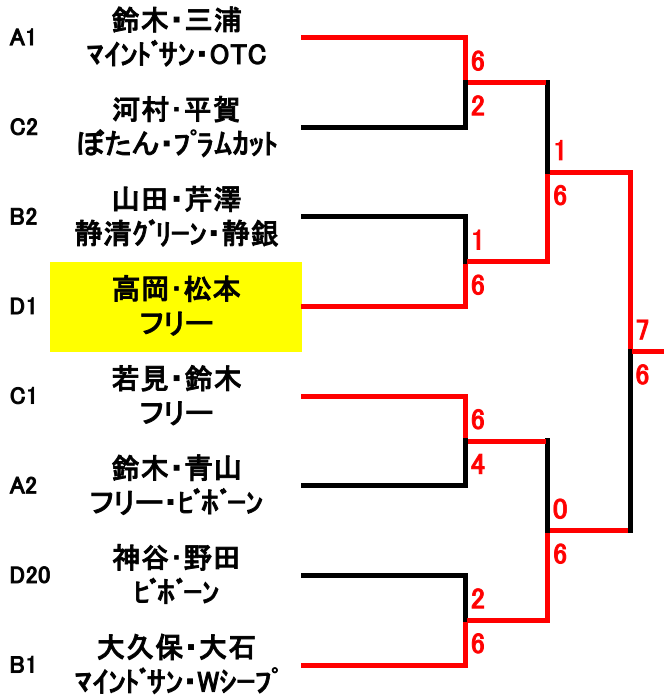 A1
鈴木・三浦
マインドサン・OTC
6
2
C2
河村・平賀
ぼたん・プラムカット
1
6
B2
山田・芹澤
静清グリーン・静銀
1
6
D1
高岡・松本
フリー
7
6
C1
若見・鈴木
フリー
6
4
A2
鈴木・青山
フリー・ビボーン
0
6
D20
神谷・野田
ビボーン
2
6
B1
大久保・大石
マインドサン・Wシープ